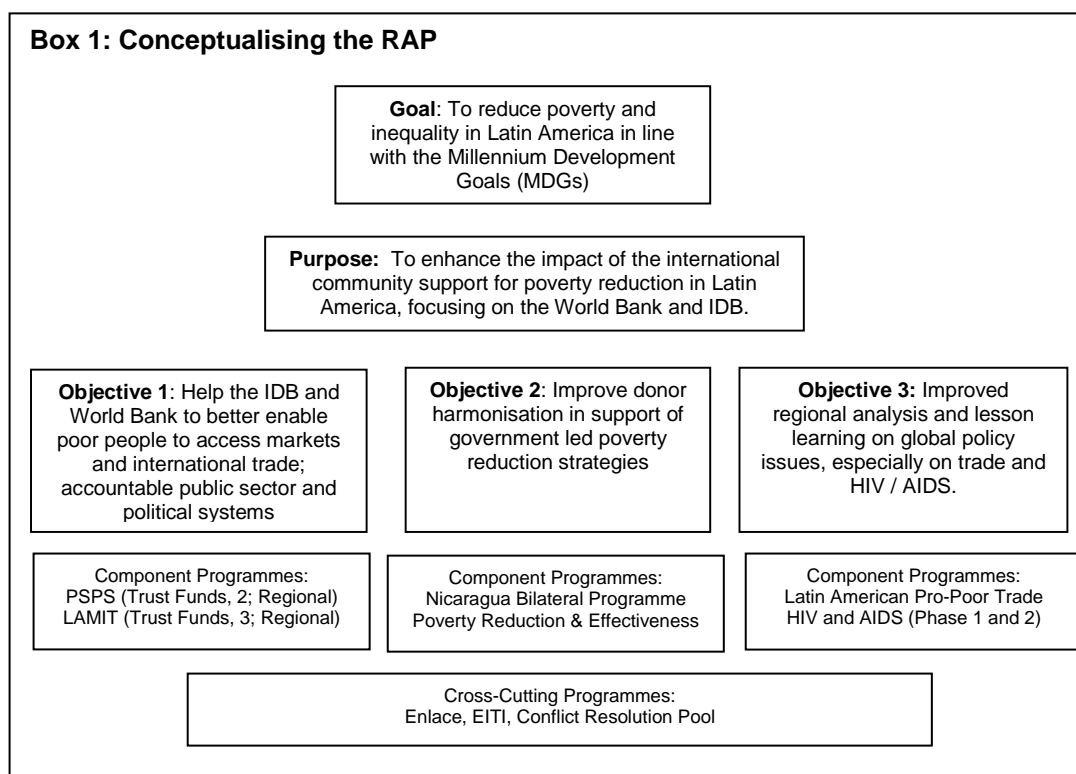 Box 1: Conceptualising the RAP
Goal: To reduce poverty and
inequality in Latin America in line
with the Millennium Development
Goals (MDGs)
Purpose: To enhance the impact of the international
community support for poverty reduction in Latin
America, focusing on the World Bank and IDB.
Objective 1: Help the IDB and
World Bank to better enable
poor people to access markets
and international trade;
accountable public sector and
political systems
Objective 2: Improve donor
harmonisation in support of
government led poverty
reduction strategies
Objective 3: Improved
regional analysis and lesson
learning on global policy
issues, especially on trade and
HIV / AIDS.
Component Programmes:
PSPS (Trust Funds, 2; Regional)
LAMIT (Trust Funds, 3; Regional)
Component Programmes:
Nicaragua Bilateral Programme
Poverty Reduction & Effectiveness
Component Programmes:
Latin American Pro-Poor Trade
HIV and AIDS (Phase 1 and 2)
Cross-Cutting Programmes:
Enlace, EITI, Conflict Resolution Pool